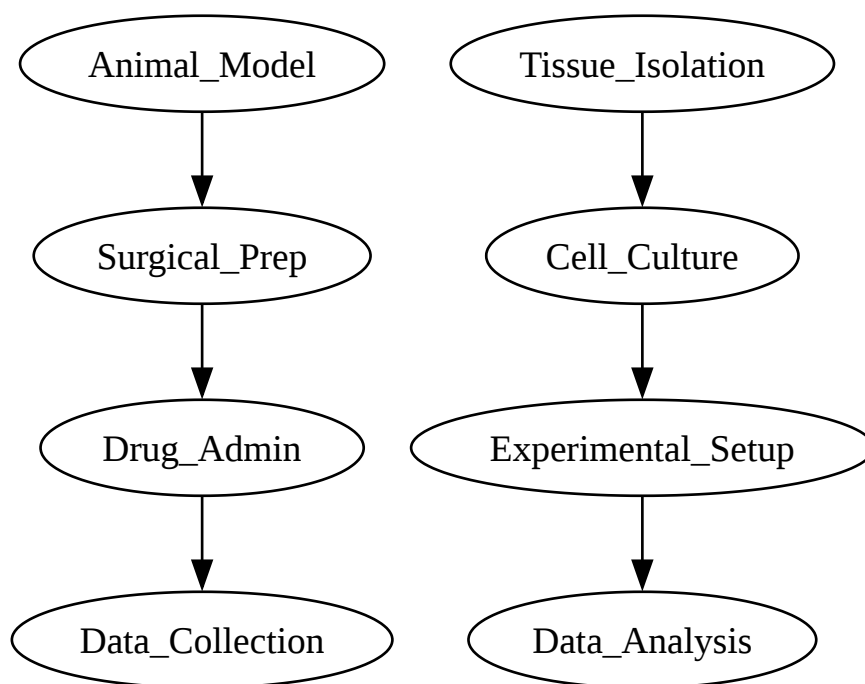 Animal_Model
Tissue_Isolation
Surgical_Prep
Cell_Culture
Drug_Admin
Experimental_Setup
Data_Collection
Data_Analysis